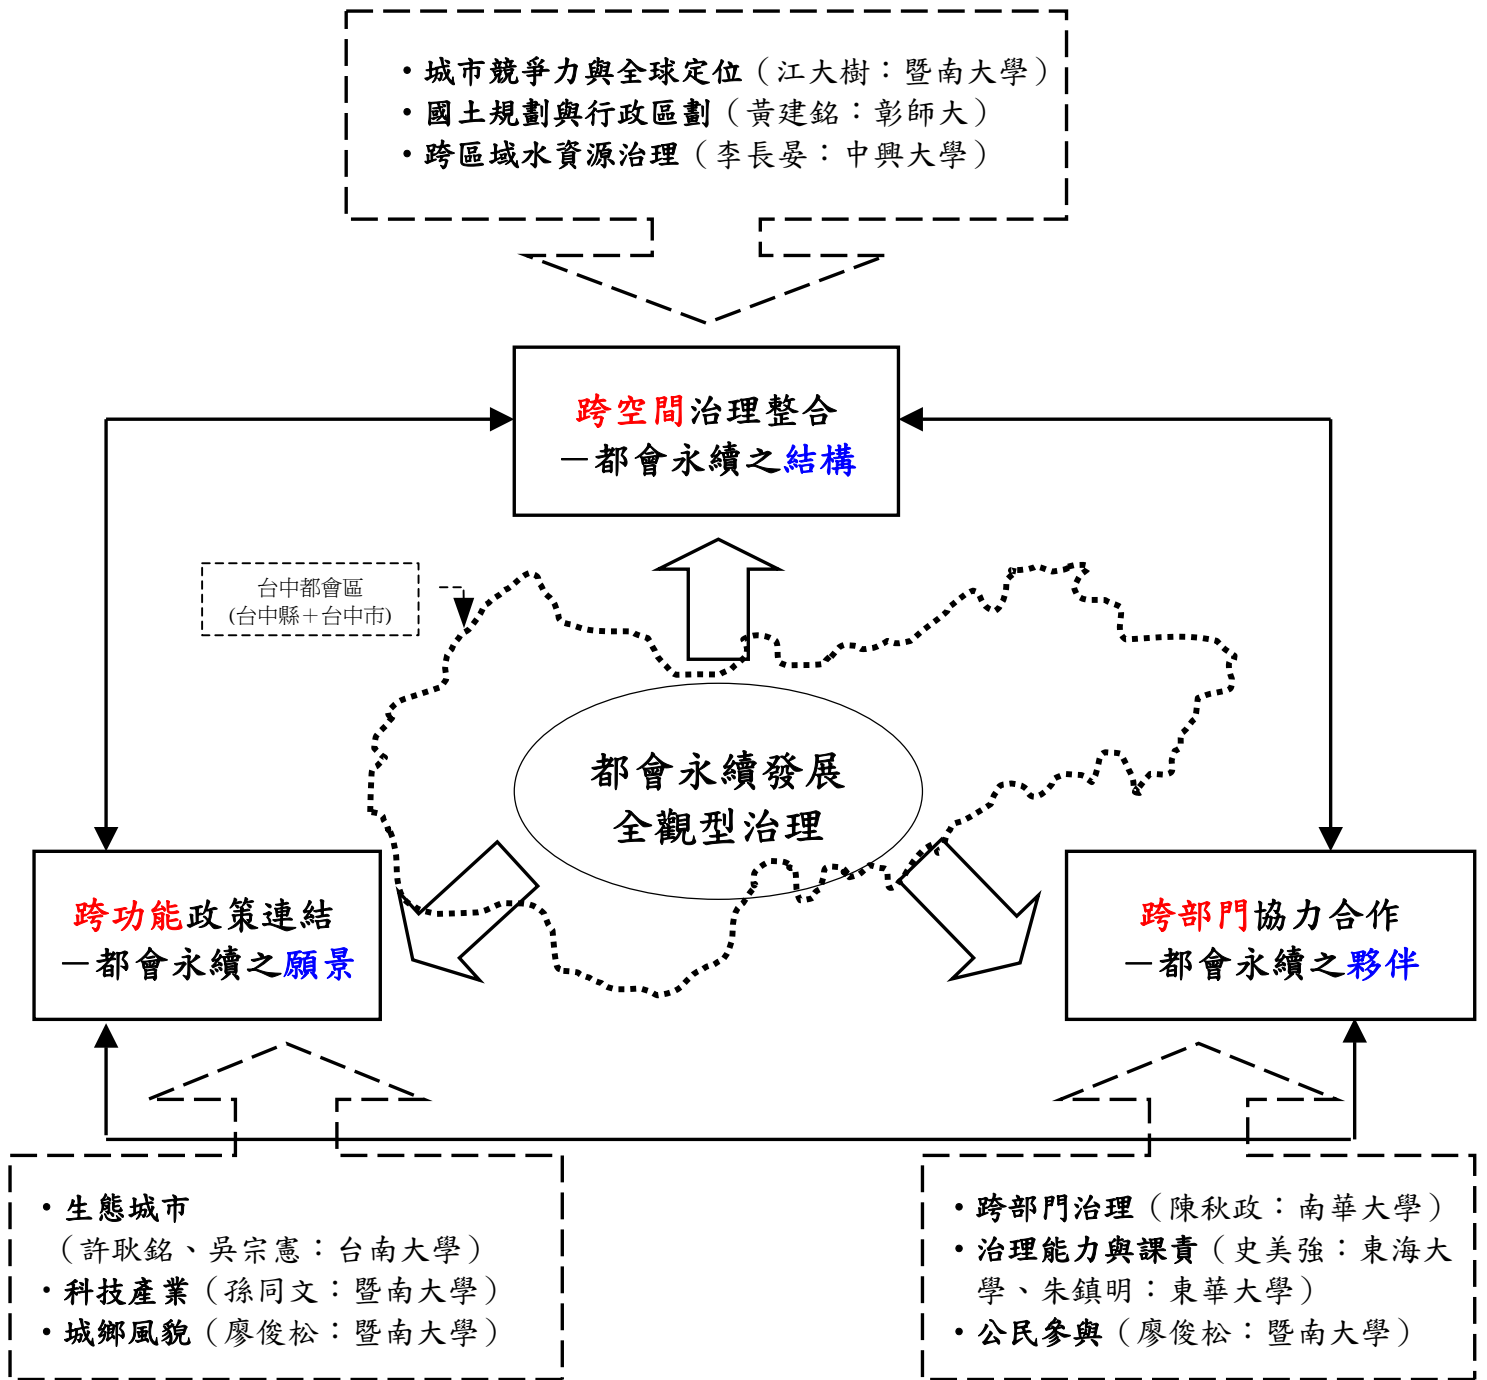 ・城市競爭力與全球定位（江大樹：暨南大學）
・國土規劃與行政區劃（黃建銘：彰師大）
・跨區域水資源治理（李長晏：中興大學）
跨空間治理整合
－都會永續之結構
台中都會區
(台中縣＋台中市)
都會永續發展
全觀型治理
跨功能政策連結
－都會永續之願景
跨部門協力合作
－都會永續之夥伴
・生態城市
（許耿銘、吳宗憲：台南大學）
・科技產業（孫同文：暨南大學）
・城鄉風貌（廖俊松：暨南大學）
・跨部門治理（陳秋政：南華大學）
・治理能力與課責（史美強：東海大
學、朱鎮明：東華大學）
・公民參與（廖俊松：暨南大學）